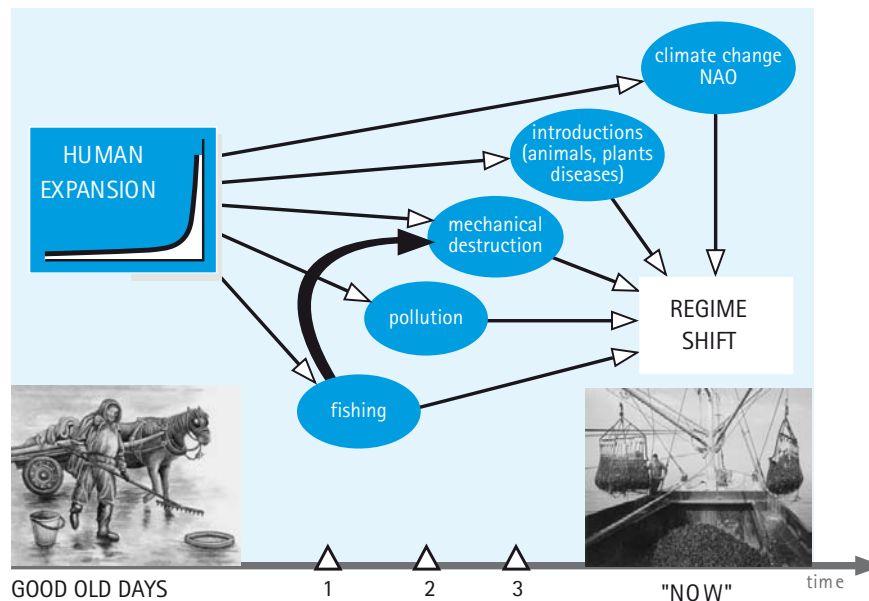 climate change
NAO
introductions
(animals, plants
diseases)
HUMAN
EXPANSION
mechanical
destruction
pollution
REGIME
SHIFT
fishing
GOOD OLD DAYS
1
2
3
"NOW"
time